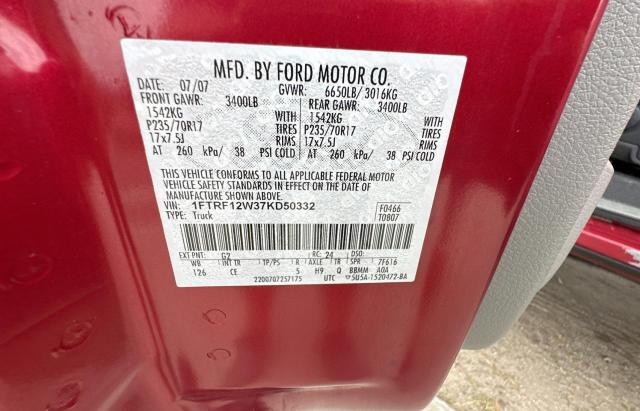 MFD. BY FORD MOTOR CO.
DATE: 07/07 GVWR: 6650LB/ 3016KG
FRONT GAWR: 3400LB REAR GAWR: 3400LB
1542KG WITH 1542KG WITH
P235/70R17 TIRES P235/70R17 TIRES
17x7.5J RIMS 17x7.5J RIMS
AT 260 kPa/ 38 PSI COLD AT 260 kPa/ 38 PSI COLD
THIS VEHICLE CONFORMS TO ALL APPLICABLE FEDERAL MOTOR
VEHICLE SAFETY STANDARDS IN EFFECT ON THE DATE OF
MANUFACTURE SHOWN ABOVE.
VIN: 1FTRF12W37KD50332 F0466
TYPE: Truck T0807
EXT PNT: G2 RC: 24 DSO:
WB INT TR TP/PS R AXLE TR SPR 7F616
126 CE 5 H9 Q BBMM A0A
2200707257175 UTC 5U5A-1520472-BA